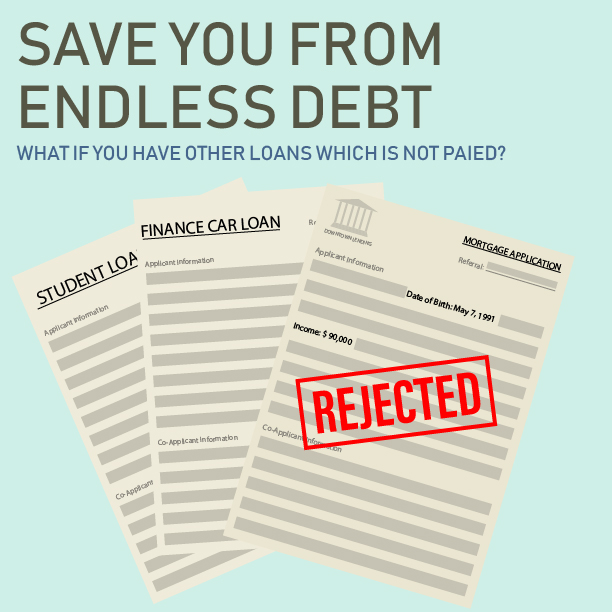 SAVE YOU FROM
ENDLESS DEBT
WHAT IF YOU HAVE OTHER LOANS WHICH IS NOT PAIED?
STUDENT LOA
Applicant Information
Co-Applicant
FINANCE CAR LOAN
Applicant Information
Co-Applicant Information
DOWNTOWN LENDING
MORTGAGE APPLICATION
Referral:
Applicant Information
Date of Birth: May 7, 1991
Income: $ 90,000
REJECTED
Co-Applicant Information